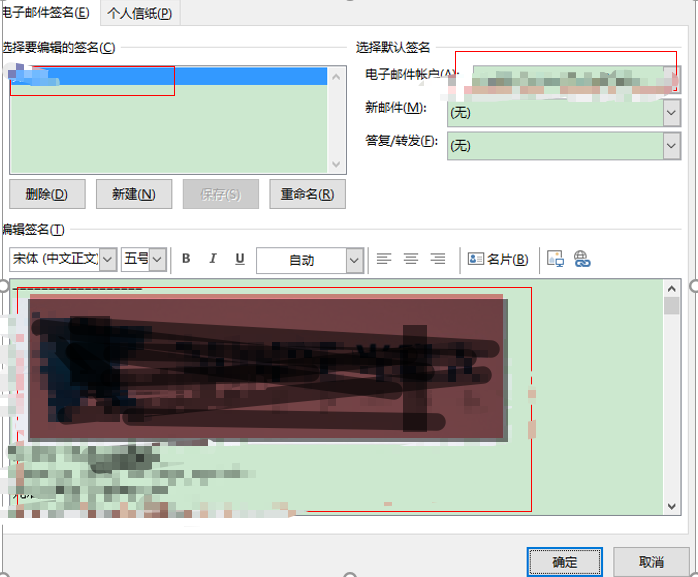 电子邮件签名(E) 个人信纸(P)
选择要编辑的签名(C)
选择默认签名
电子邮件帐户(A):
新邮件(M): (无)
答复/转发(F): (无)
删除(D) 新建(N) 保存(S) 重命名(R)
编辑签名(T)
宋体 (中文正文) 五号 B I U 自动 名片(B)
确定 取消